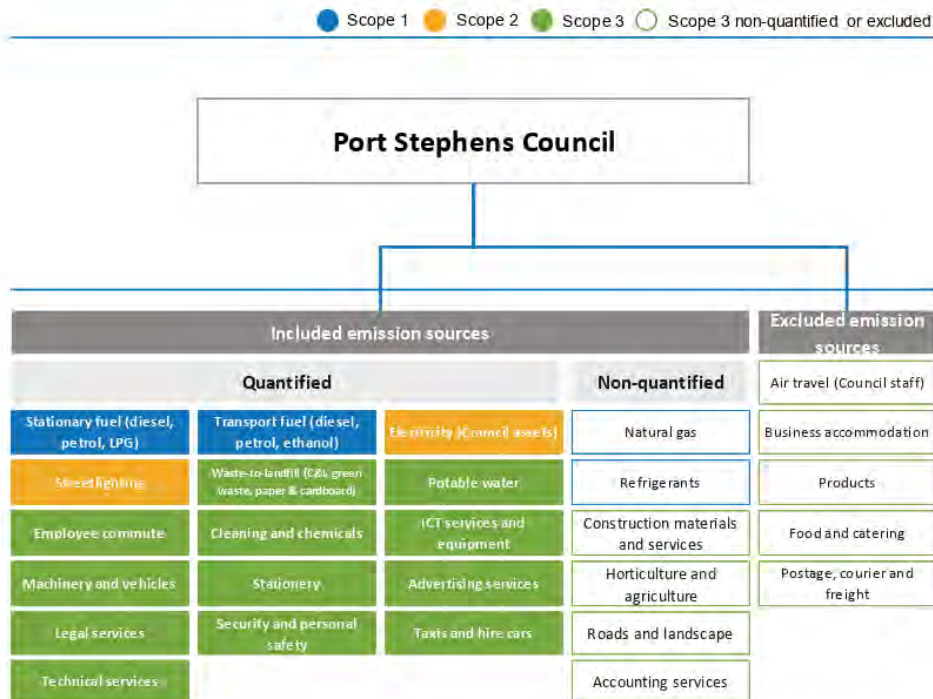 Scope 1 Scope 2 Scope 3 Scope 3 non-quantified or excluded
Port Stephens Council
Included emission sources
Excluded emission
sources
Quantified
Non-quantified
Air travel (Council staff)
Stationary fuel (diesel,
petrol, LPG)
Transport fuel (diesel,
petrol, ethanol)
Electricity (Council assets)
Natural gas
Business accommodation
Streetlighting
Waste-to-landfill (C&I, green
waste, paper & cardboard)
Potable water
Refrigerants
Products
Employee commute
Cleaning and chemicals
ICT services and
equipment
Construction materials
and services
Food and catering
Machinery and vehicles
Stationery
Advertising services
Horticulture and
agriculture
Postage, courier and
freight
Legal services
Security and personal
safety
Taxis and hire cars
Roads and landscape
Technical services
Accounting services